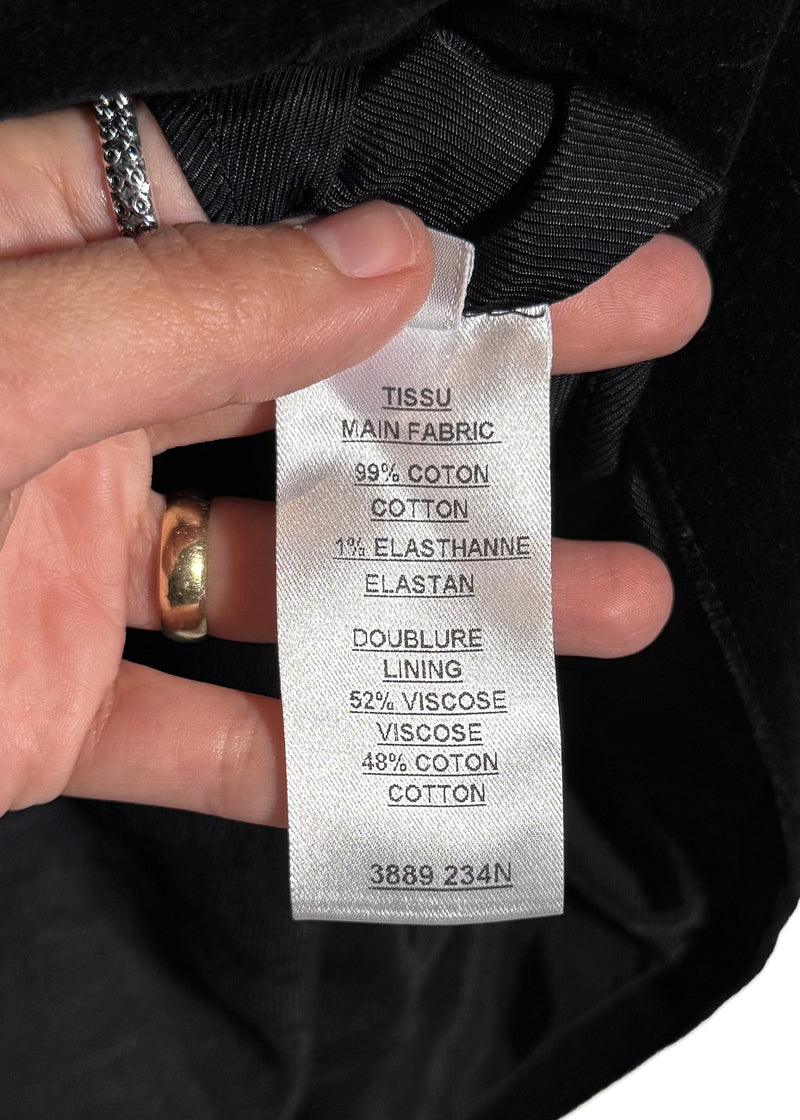 TISSU
MAIN FABRIC
99% COTON
COTTON
1% ELASTHANNE
ELASTAN
DOUBLURE
LINING
52% VISCOSE
VISCOSE
48% COTON
COTTON
3889 234N